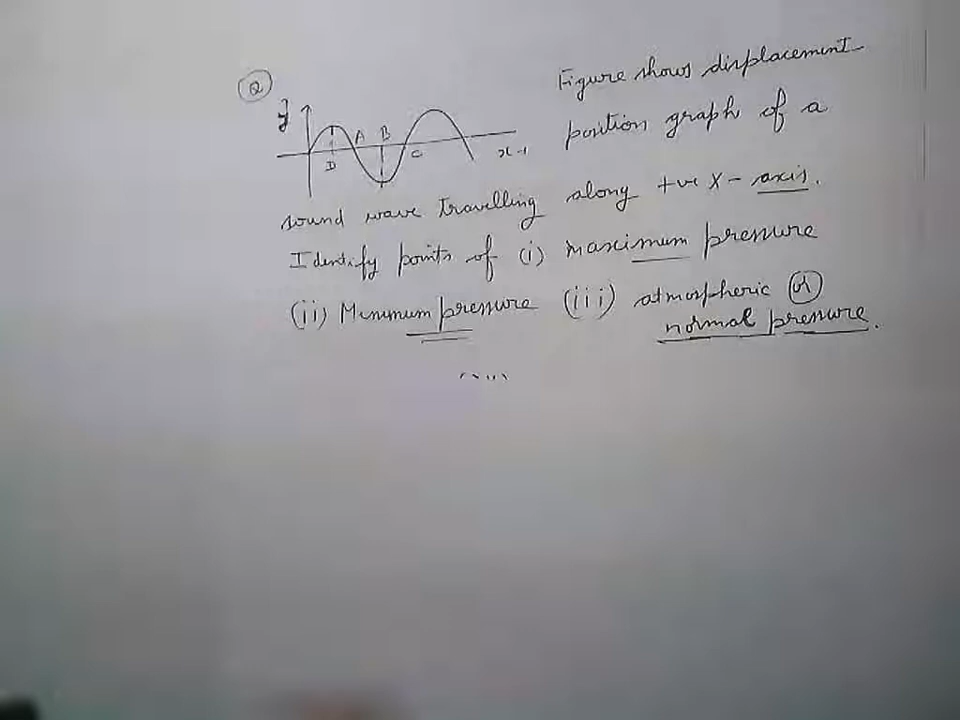 Q
Figure shows displacement
y
A B
D C x→
position graph of a
sound wave travelling along +ve X-axis.
Identify points of (i) maximum pressure
(ii) Minimum pressure (iii) atmospheric or
normal pressure.